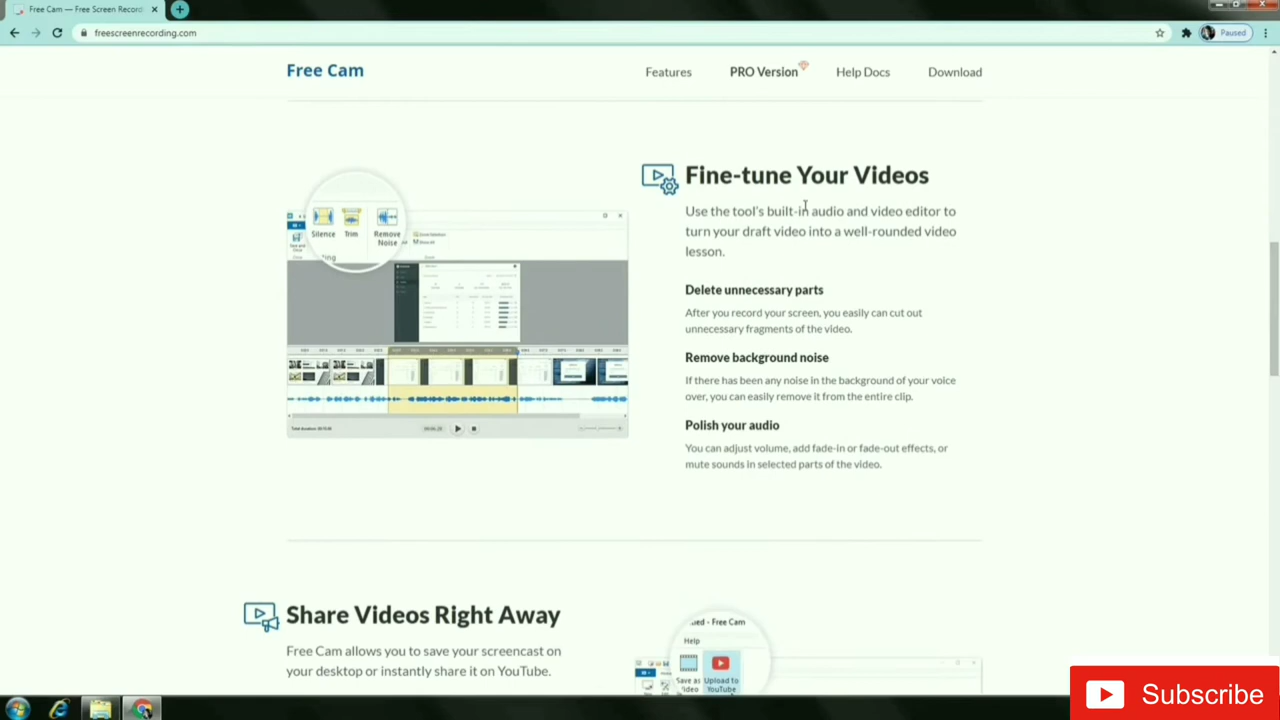 Free Cam — Free Screen Record
freescreenrecording.com
Paused
Free Cam
Features
PRO Version
Help Docs
Download
Silence
Trim
Remove
Noise
Fine-tune Your Videos
Use the tool's built-in audio and video editor to
turn your draft video into a well-rounded video
lesson.
Delete unnecessary parts
After you record your screen, you easily can cut out
unnecessary fragments of the video.
Remove background noise
If there has been any noise in the background of your voice
over, you can easily remove it from the entire clip.
Polish your audio
You can adjust volume, add fade-in or fade-out effects, or
mute sounds in selected parts of the video.
Share Videos Right Away
Free Cam allows you to save your screencast on
your desktop or instantly share it on YouTube.
ued - Free Cam
Help
Save as
Video
Upload to
YouTube
Subscribe